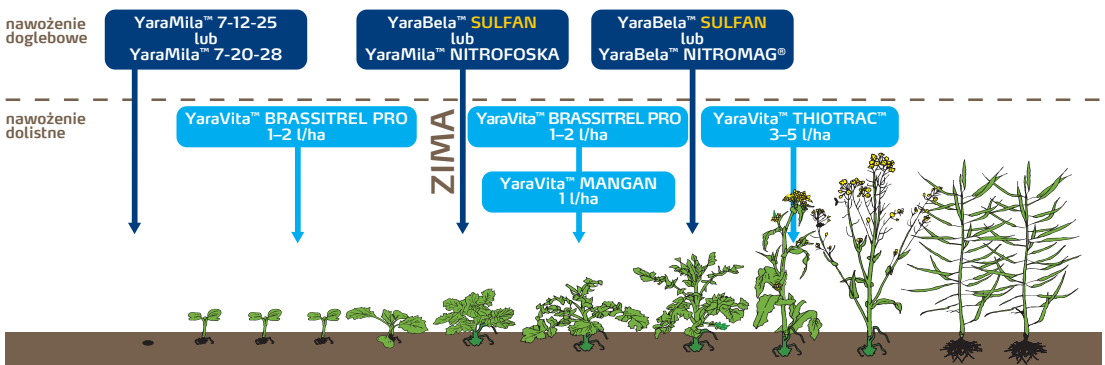 nawożenie
doglebowe
YaraMila™ 7-12-25
lub
YaraMila™ 7-20-28
YaraBela™ SULFAN
lub
YaraMila™ NITROFOSKA
YaraBela™ SULFAN
lub
YaraBela™ NITROMAG®
nawożenie
dolistne
YaraVita™ BRASSITREL PRO
1–2 l/ha
ZIMA
YaraVita™ BRASSITREL PRO
1–2 l/ha
YaraVita™ MANGAN
1 l/ha
YaraVita™ THIOTRAC™
3–5 l/ha